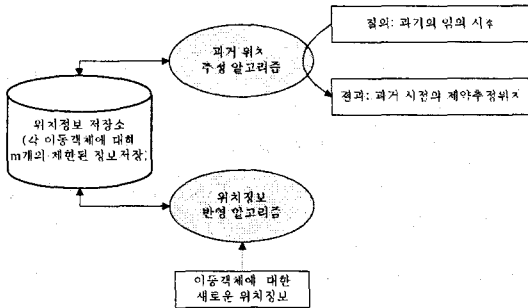 질의: 과거의 임의 시
과거 위치
추정 알고리즘
결과: 과거 시점의 제약추정위치
위치정보 저장소
(각 이동객체에 대해
m개의 제한된 정보저장)
위치정보
반영 알고리즘
이동객체에 대한
새로운 위치정보